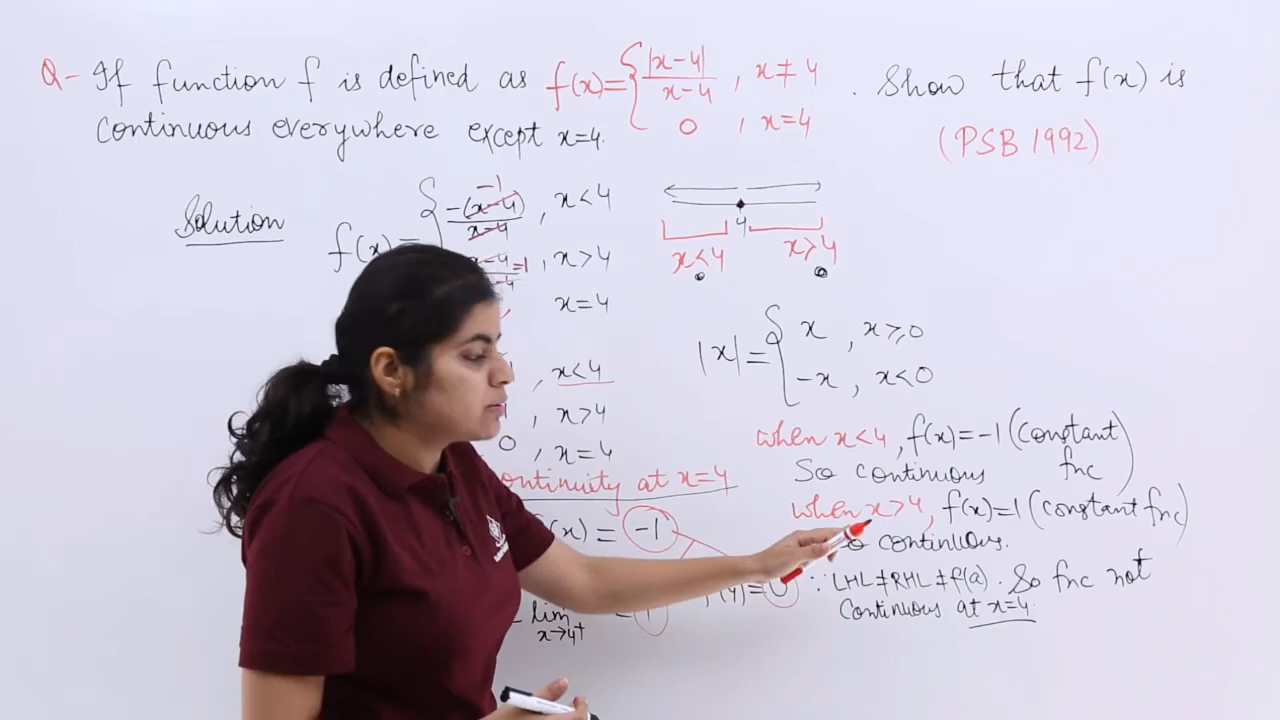 Q- If function f is defined as f(x)={ |x-4|/x-4 , x≠4 . Show that f(x) is
0 , x=4
continuous everywhere except x=4. (PSB 1992)
Solution
f(x)={ -(x-4)/x-4 -1 , x<4
x-4/x-4 =1 , x>4
, x=4
4
x<4 x>4
|x|={ x , x≥0
-x , x<0
, x<4
, x>4
0 , x=4
when x<4, f(x)=-1 (constant fnc)
So continuous
continuity at x=4
when x>4, f(x)=1 (constant fnc)
So continuous.
f(x) = -1
f(4)=0
lim x→4+ = 1
∵ LHL≠RHL≠f(a). So fnc not
continuous at x=4.